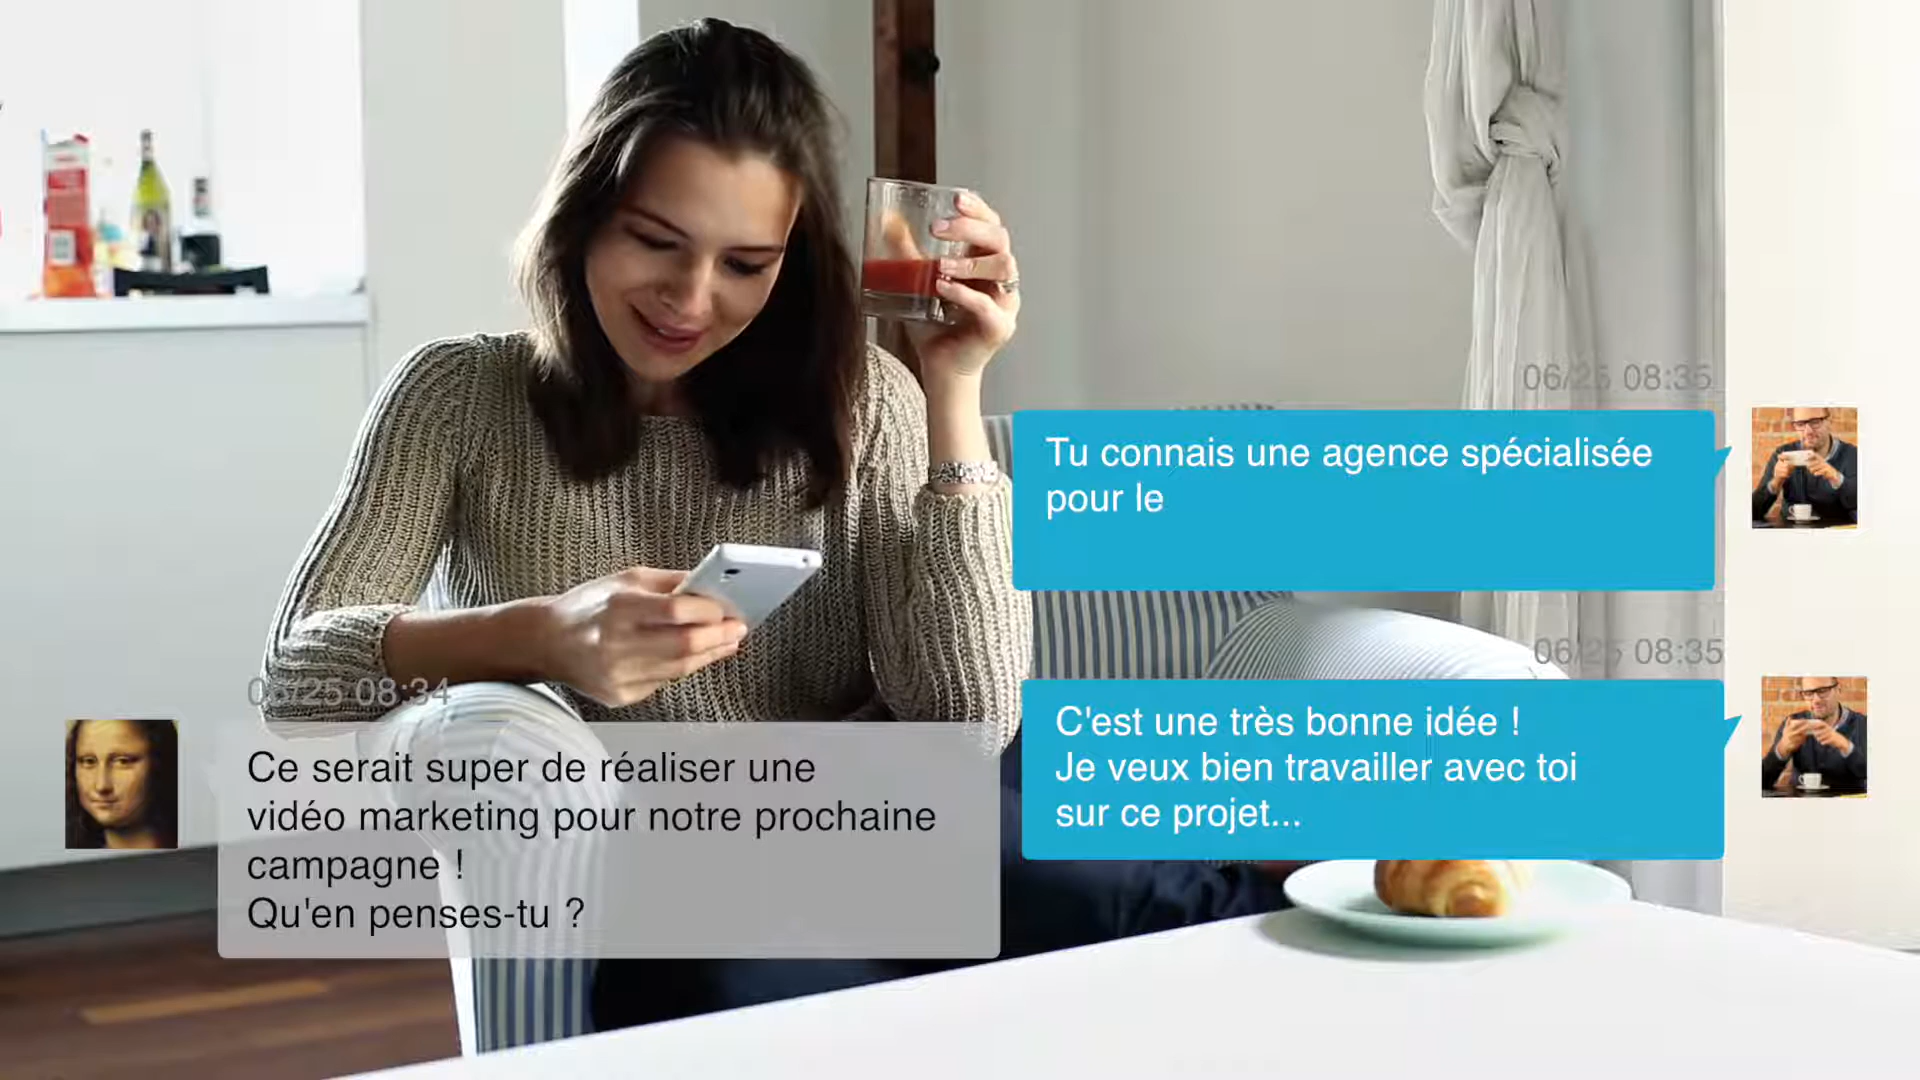 06/25 08:35
Tu connais une agence spécialisée
pour le
06/25 08:35
C'est une très bonne idée !
Je veux bien travailler avec toi
sur ce projet...
06/25 08:34
Ce serait super de réaliser une
vidéo marketing pour notre prochaine
campagne !
Qu'en penses-tu ?